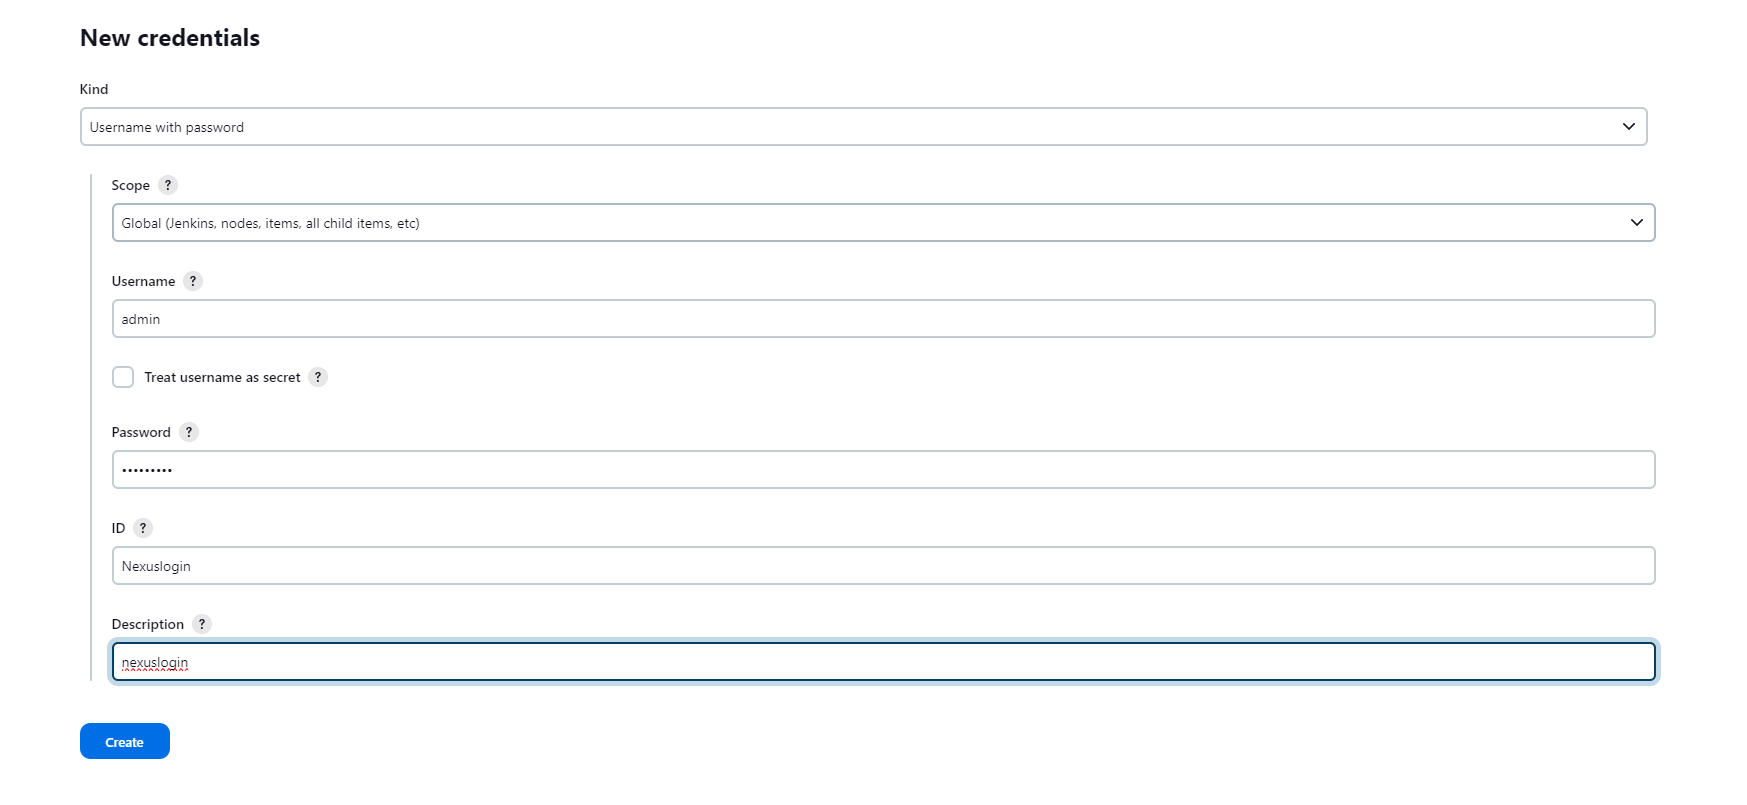 New credentials
Kind
Username with password
Scope ?
Global (Jenkins, nodes, items, all child items, etc)
Username ?
admin
Treat username as secret ?
Password ?
•••••••••
ID ?
Nexuslogin
Description ?
nexuslogin
Create